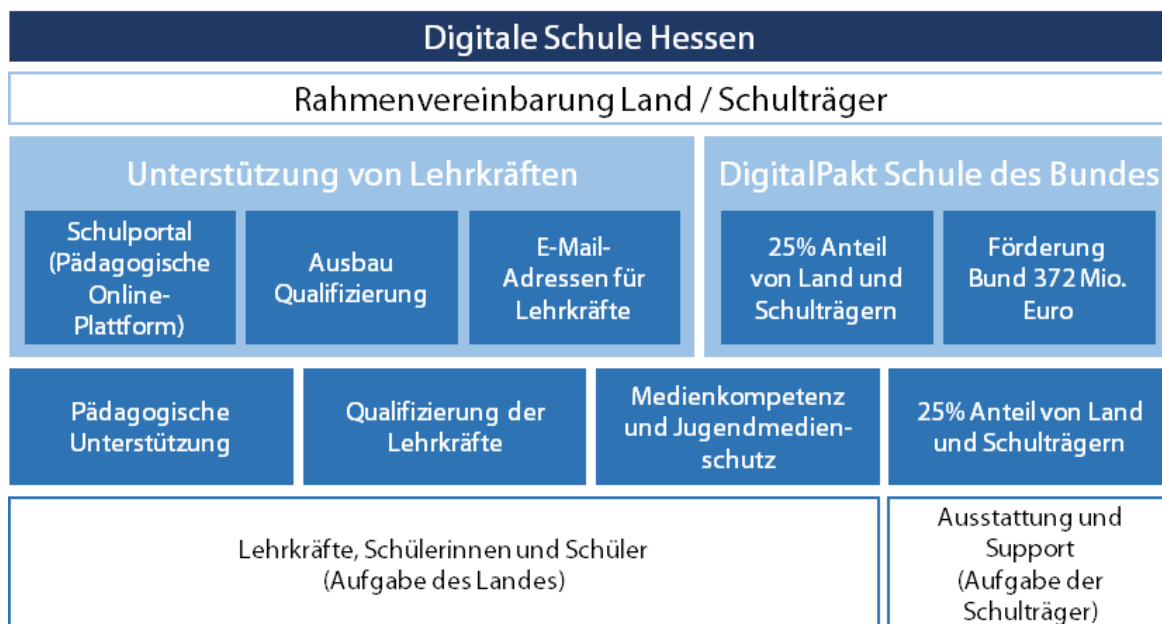 Digitale Schule Hessen
Rahmenvereinbarung Land / Schulträger
Unterstützung von Lehrkräften
Schulportal
(Pädagogische
Online-
Plattform)
Ausbau
Qualifizierung
E-Mail-
Adressen für
Lehrkräfte
DigitalPakt Schule des Bundes
25% Anteil
von Land und
Schulträgern
Förderung
Bund 372 Mio.
Euro
Pädagogische
Unterstützung
Qualifizierung der
Lehrkräfte
Medienkompetenz
und Jugendmedien-
schutz
25% Anteil von Land
und Schulträgern
Lehrkräfte, Schülerinnen und Schüler
(Aufgabe des Landes)
Ausstattung und
Support
(Aufgabe der
Schulträger)